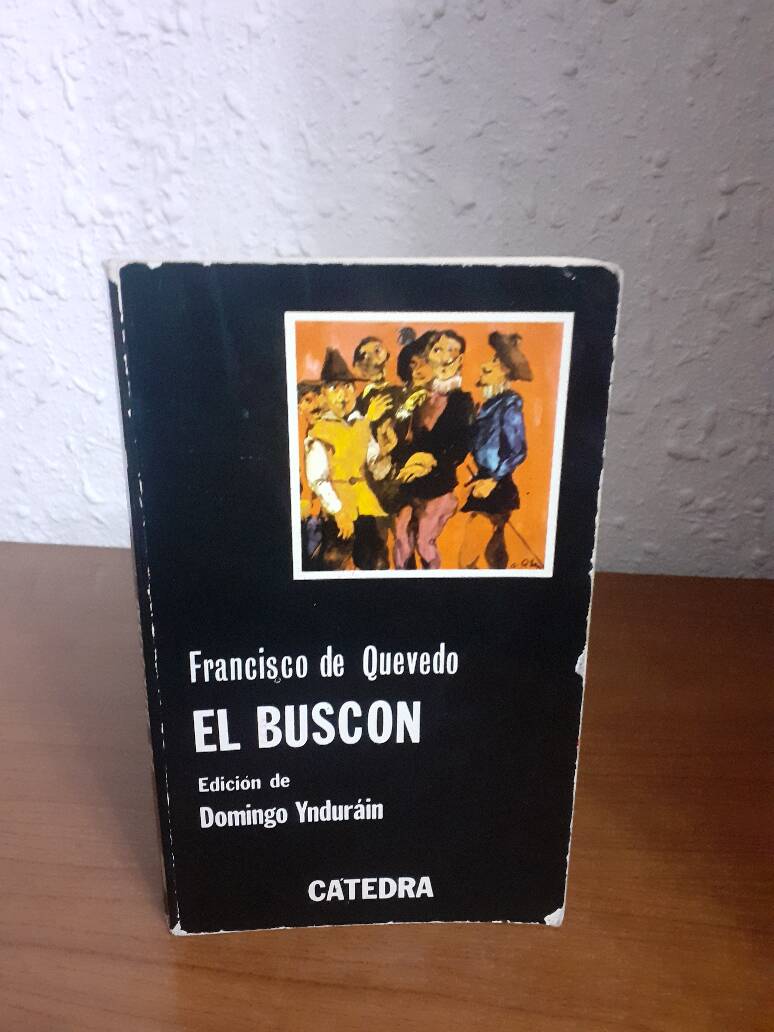 Francisco de Quevedo
EL BUSCON
Edición de
Domingo Ynduráin
CATEDRA